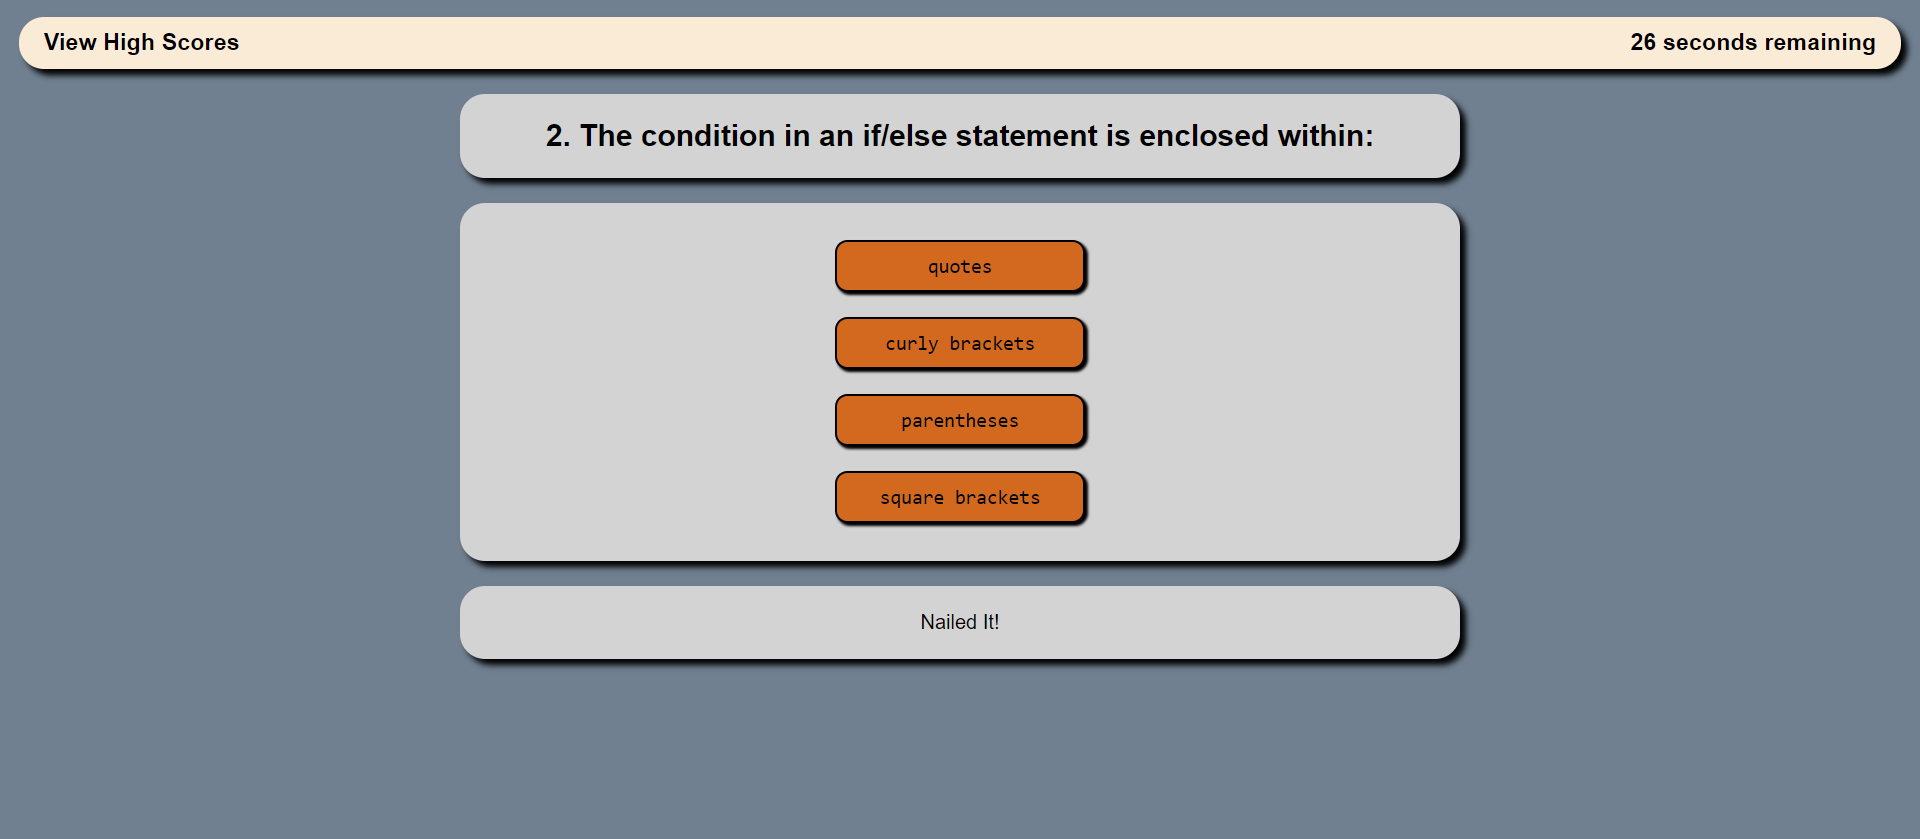 View High Scores
26 seconds remaining
2. The condition in an if/else statement is enclosed within:
quotes
curly brackets
parentheses
square brackets
Nailed It!